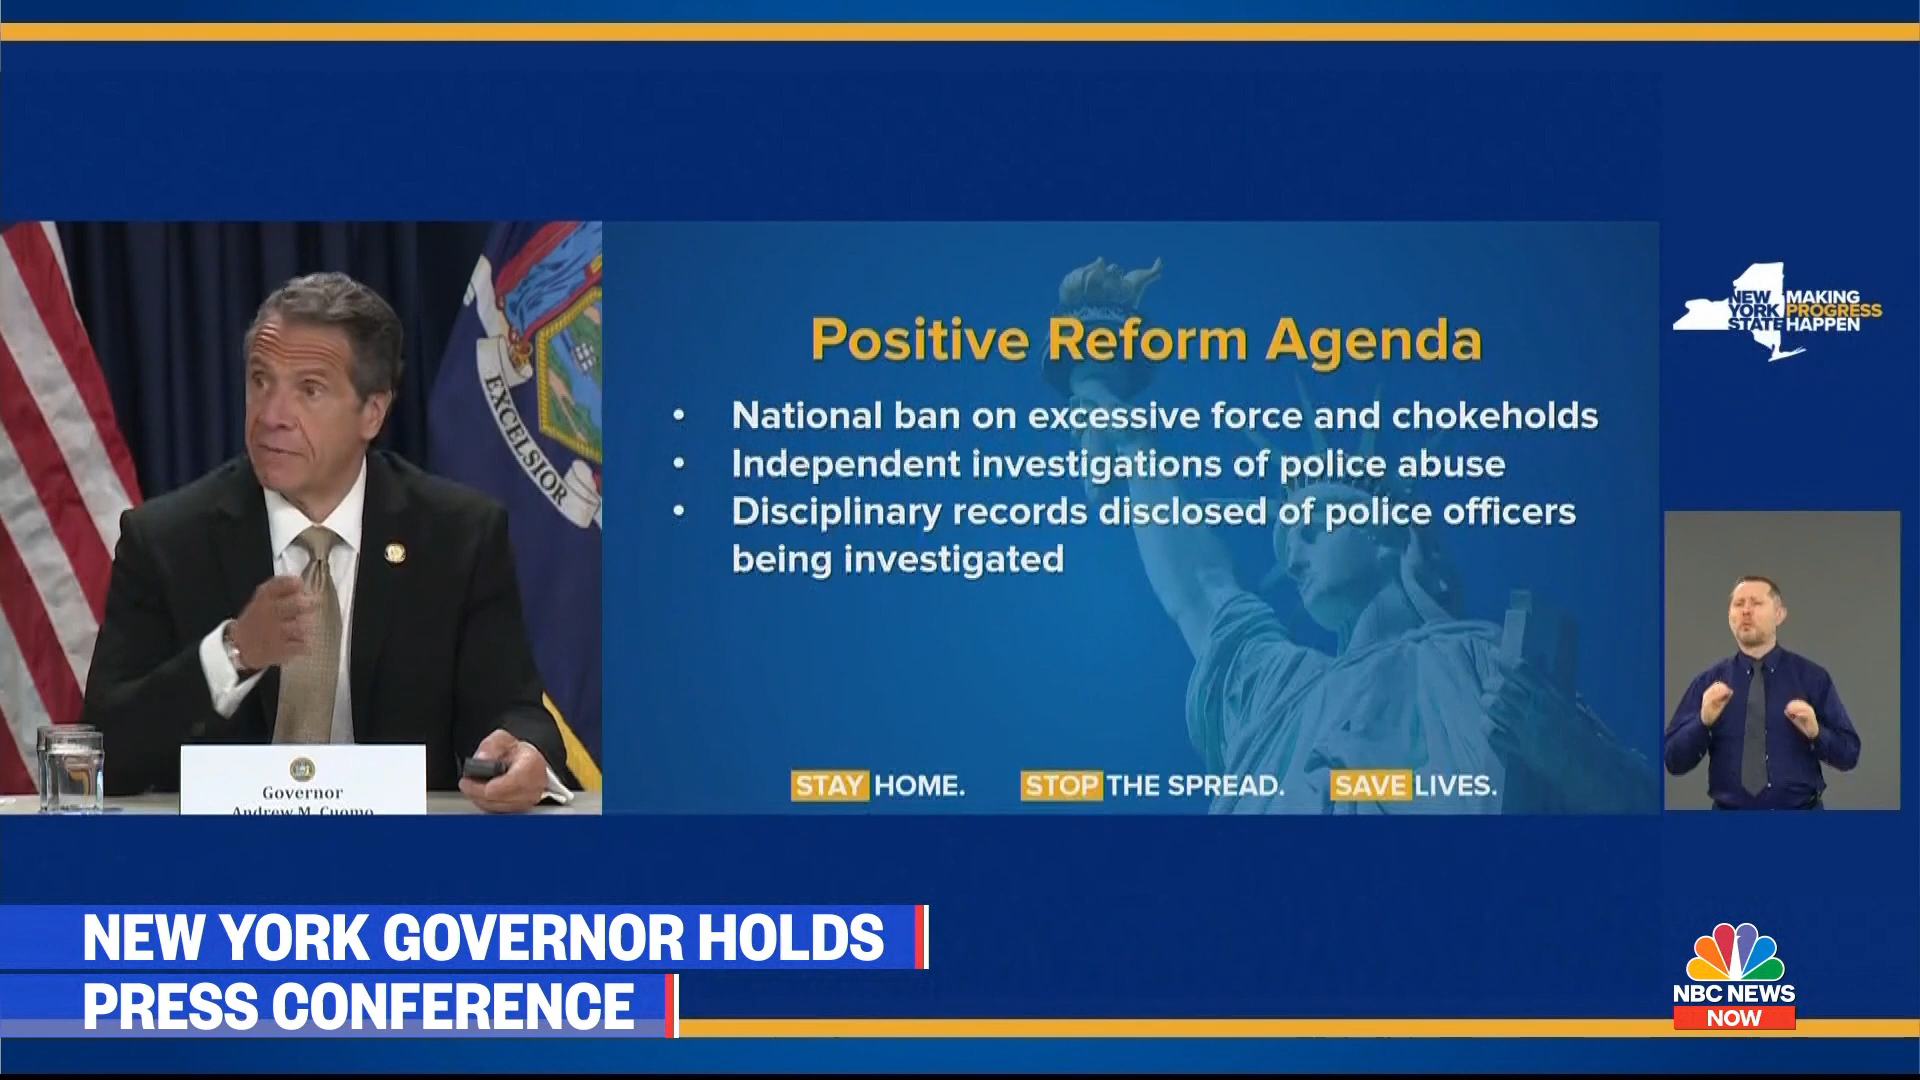 Positive Reform Agenda
• National ban on excessive force and chokeholds
• Independent investigations of police abuse
• Disciplinary records disclosed of police officers
being investigated
STAY HOME. STOP THE SPREAD. SAVE LIVES.
EXCELSIOR
Governor
Andrew M. Cuomo
NEW YORK STATE
MAKING PROGRESS HAPPEN
NEW YORK GOVERNOR HOLDS
PRESS CONFERENCE
NBC NEWS
NOW